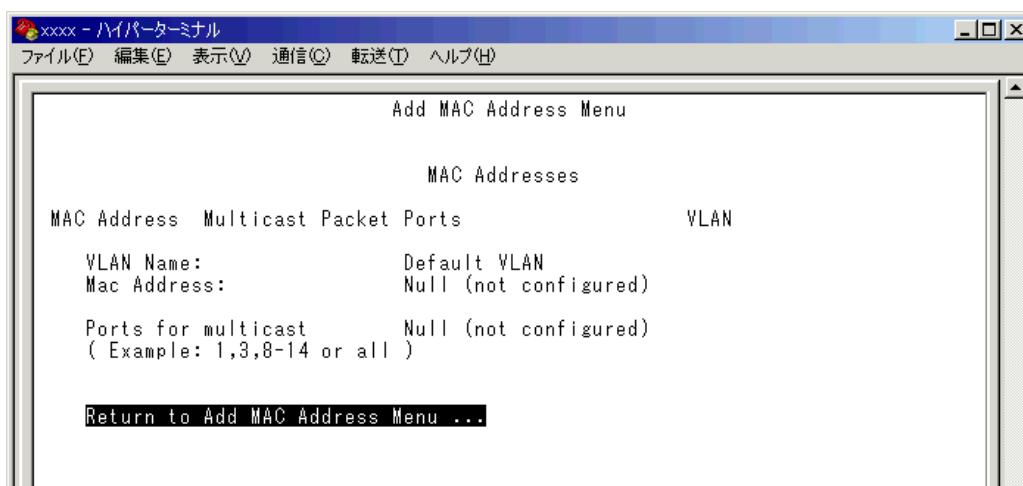 xxxx - ハイパーターミナル
ファイル(F) 編集(E) 表示(V) 通信(C) 転送(T) ヘルプ(H)
Add MAC Address Menu
MAC Addresses
MAC Address Multicast Packet Ports VLAN
VLAN Name: Default VLAN
Mac Address: Null (not configured)
Ports for multicast Null (not configured)
( Example: 1,3,8-14 or all )
Return to Add MAC Address Menu ...